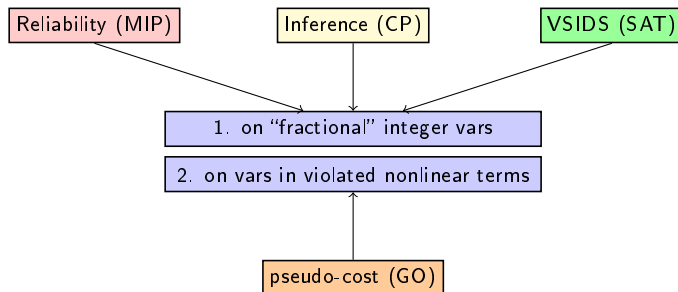 Reliability (MIP)
Inference (CP)
VSIDS (SAT)
1. on “fractional” integer vars
2. on vars in violated nonlinear terms
pseudo-cost (GO)